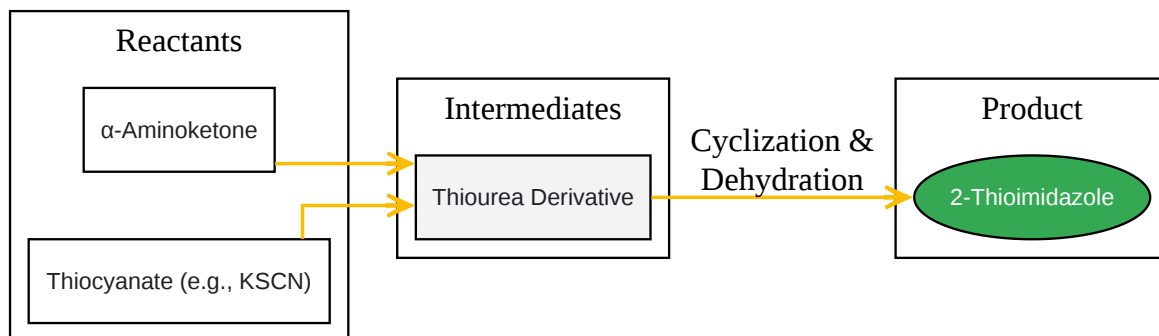 Reactants
α-Aminoketone
Thiocyanate (e.g., KSCN)
Intermediates
Thiourea Derivative
Cyclization &
Dehydration
Product
2-Thioimidazole